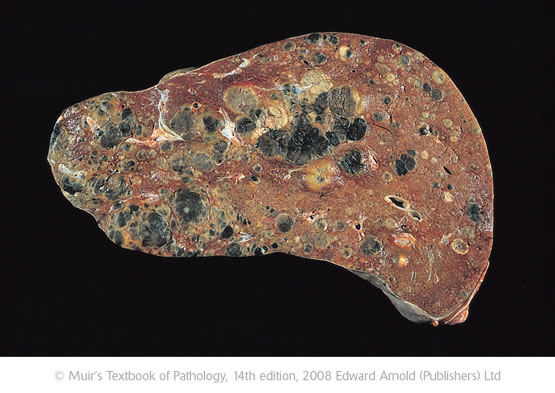 © Muir's Textbook of Pathology, 14th edition, 2008 Edward Arnold (Publishers) Ltd